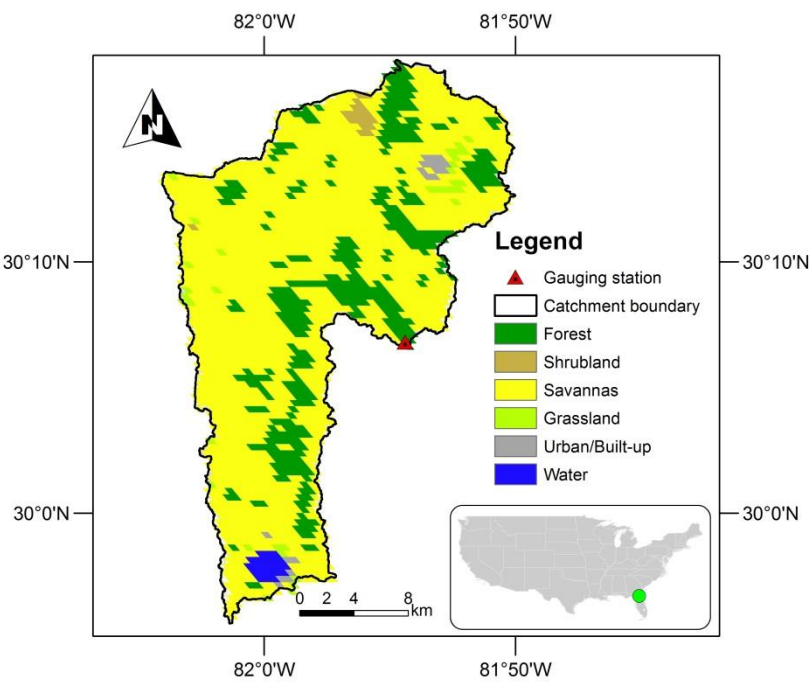 82°0'W 81°50'W
N
30°10'N 30°10'N
Legend
Gauging station
Catchment boundary
Forest
Shrubland
Savannas
Grassland
Urban/Built-up
Water
30°0'N 30°0'N
0 2 4 8
km
82°0'W 81°50'W